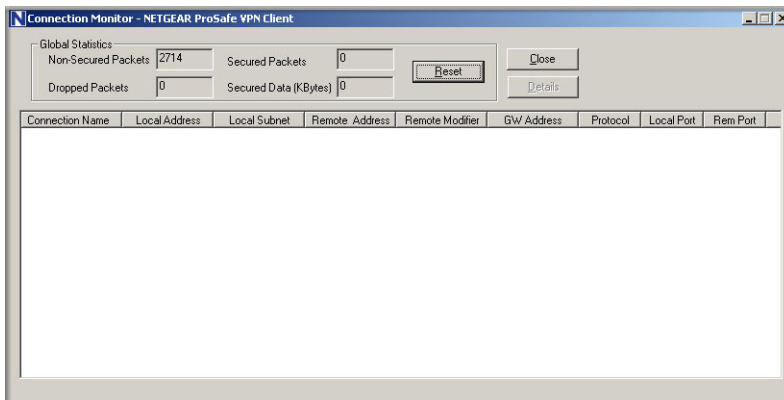 N Connection Monitor - NETGEAR ProSafe VPN Client
Global Statistics
Non-Secured Packets 2714 Secured Packets 0 Reset Close
Dropped Packets 0 Secured Data (KBytes) 0 Details
Connection Name Local Address Local Subnet Remote Address Remote Modifier GW Address Protocol Local Port Rem Port